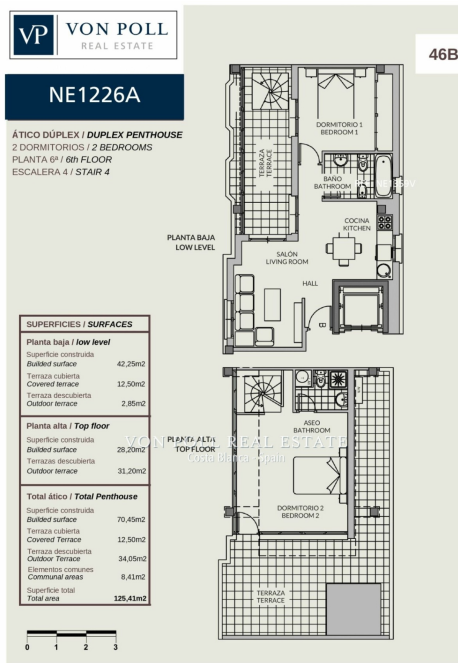 VP VON POLL
REAL ESTATE
46B
NE1226A
ÁTICO DÚPLEX / DUPLEX PENTHOUSE
2 DORMITORIOS / 2 BEDROOMS
PLANTA 6ª / 6th FLOOR
ESCALERA 4 / STAIR 4
DORMITORIO 1
BEDROOM 1
TERRAZA
TERRACE
BAÑO
BATHROOM
COCINA
KITCHEN
PLANTA BAJA
LOW LEVEL
SALÓN
LIVING ROOM
HALL
SUPERFICIES / SURFACES
Planta baja / low level
Superficie construida
Builded surface 42,25m2
Terraza cubierta
Covered terrace 12,50m2
Terraza descubierta
Outdoor terrace 2,85m2
Planta alta / Top floor
Superficie construida
Builded surface 28,20m2
Terrazas descubierta
Outdoor terrace 31,20m2
Total ático / Total Penthouse
Superficie construida
Builded surface 70,45m2
Terraza cubierta
Covered Terrace 12,50m2
Terraza descubierta
Outdoor Terrace 34,05m2
Elementos comunes
Communal areas 8,41m2
Superficie total
Total area 125,41m2
ASEO
BATHROOM
PLANTA ALTA
TOP FLOOR
VON POLL REAL ESTATE
Costa Blanca Spain
DORMITORIO 2
BEDROOM 2
TERRAZA
TERRACE
0 1 2 3